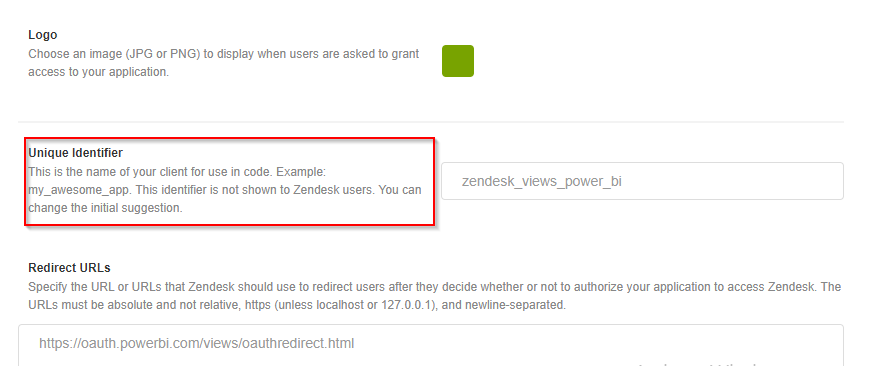 Logo
Choose an image (JPG or PNG) to display when users are asked to grant
access to your application.
Unique Identifier
This is the name of your client for use in code. Example:
my_awesome_app. This identifier is not shown to Zendesk users. You can
change the initial suggestion.
zendesk_views_power_bi
Redirect URLs
Specify the URL or URLs that Zendesk should use to redirect users after they decide whether or not to authorize your application to access Zendesk. The
URLs must be absolute and not relative, https (unless localhost or 127.0.0.1), and newline-separated.
https://oauth.powerbi.com/views/oauthredirect.html